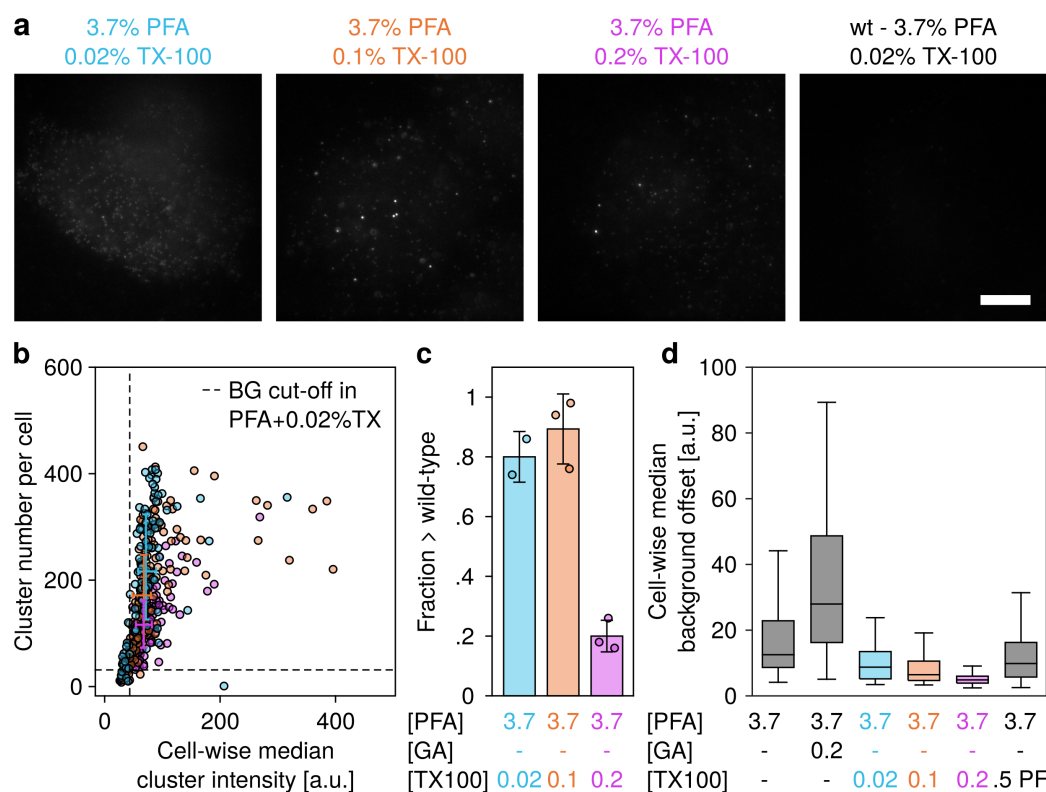 a
3.7% PFA
0.02% TX-100
3.7% PFA
0.1% TX-100
3.7% PFA
0.2% TX-100
wt - 3.7% PFA
0.02% TX-100
b
600
400
200
0
Cluster number per cell
-- BG cut-off in
PFA+0.02%TX
0 200 400
Cell-wise median
cluster intensity [a.u.]
c
1
.8
.6
.4
.2
0
Fraction > wild-type
[PFA] 3.7 3.7 3.7
[GA] - - -
[TX100] 0.02 0.1 0.2
d
100
80
60
40
20
0
Cell-wise median
background offset [a.u.]
[PFA] 3.7 3.7 3.7 3.7 3.7 3.7
[GA] - 0.2 - - - -
[TX100] - - 0.02 0.1 0.2 .5 PF